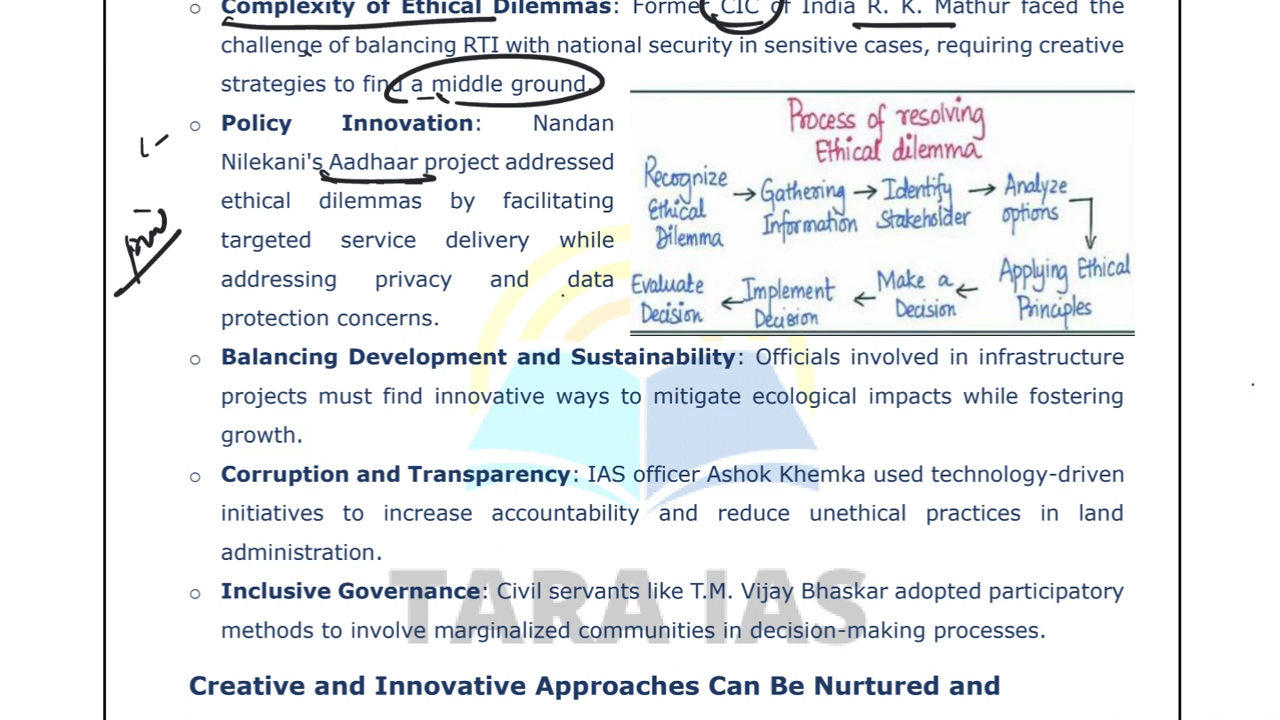 o Complexity of Ethical Dilemmas: Former CIC of India R. K. Mathur faced the
challenge of balancing RTI with national security in sensitive cases, requiring creative
strategies to find a middle ground.
o Policy Innovation: Nandan
Nilekani's Aadhaar project addressed
ethical dilemmas by facilitating
targeted service delivery while
addressing privacy and data
protection concerns.
Process of resolving
Ethical dilemma
Recognize Ethical Dilemma → Gathering Information → Identify Stakeholder → Analyze options
Applying Ethical Principles
← Make a Decision
← Implement Decision
← Evaluate Decision
o Balancing Development and Sustainability: Officials involved in infrastructure
projects must find innovative ways to mitigate ecological impacts while fostering
growth.
o Corruption and Transparency: IAS officer Ashok Khemka used technology-driven
initiatives to increase accountability and reduce unethical practices in land
administration.
TARA IAS
o Inclusive Governance: Civil servants like T.M. Vijay Bhaskar adopted participatory
methods to involve marginalized communities in decision-making processes.
Creative and Innovative Approaches Can Be Nurtured and